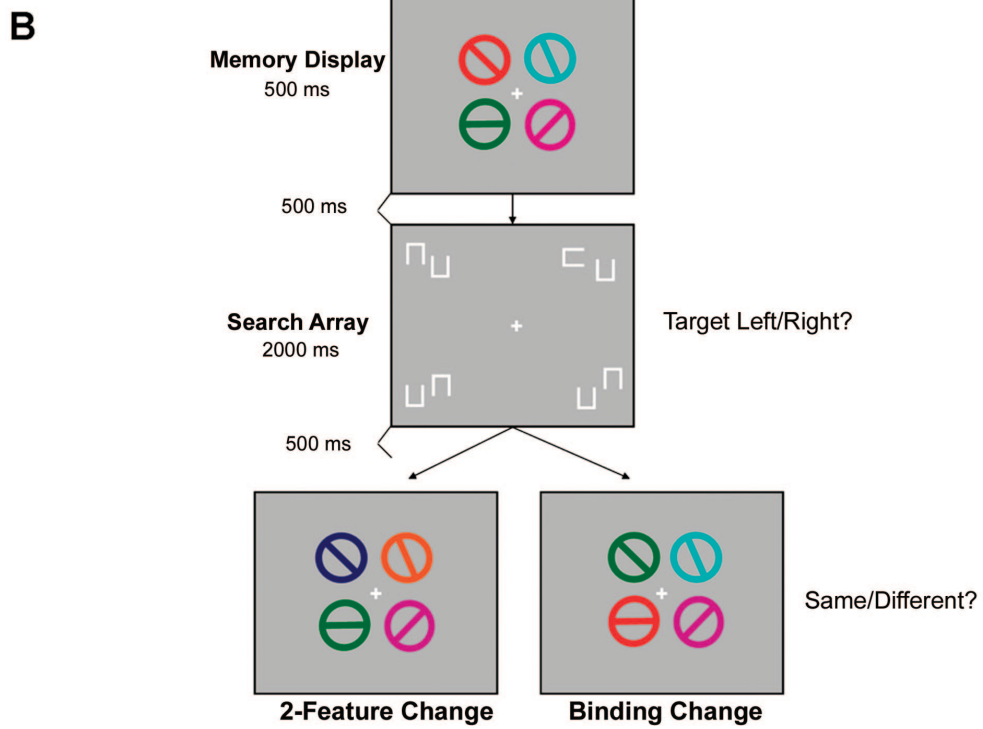 B
Memory Display
500 ms
500 ms
Search Array
2000 ms
Target Left/Right?
500 ms
Same/Different?
2-Feature Change
Binding Change